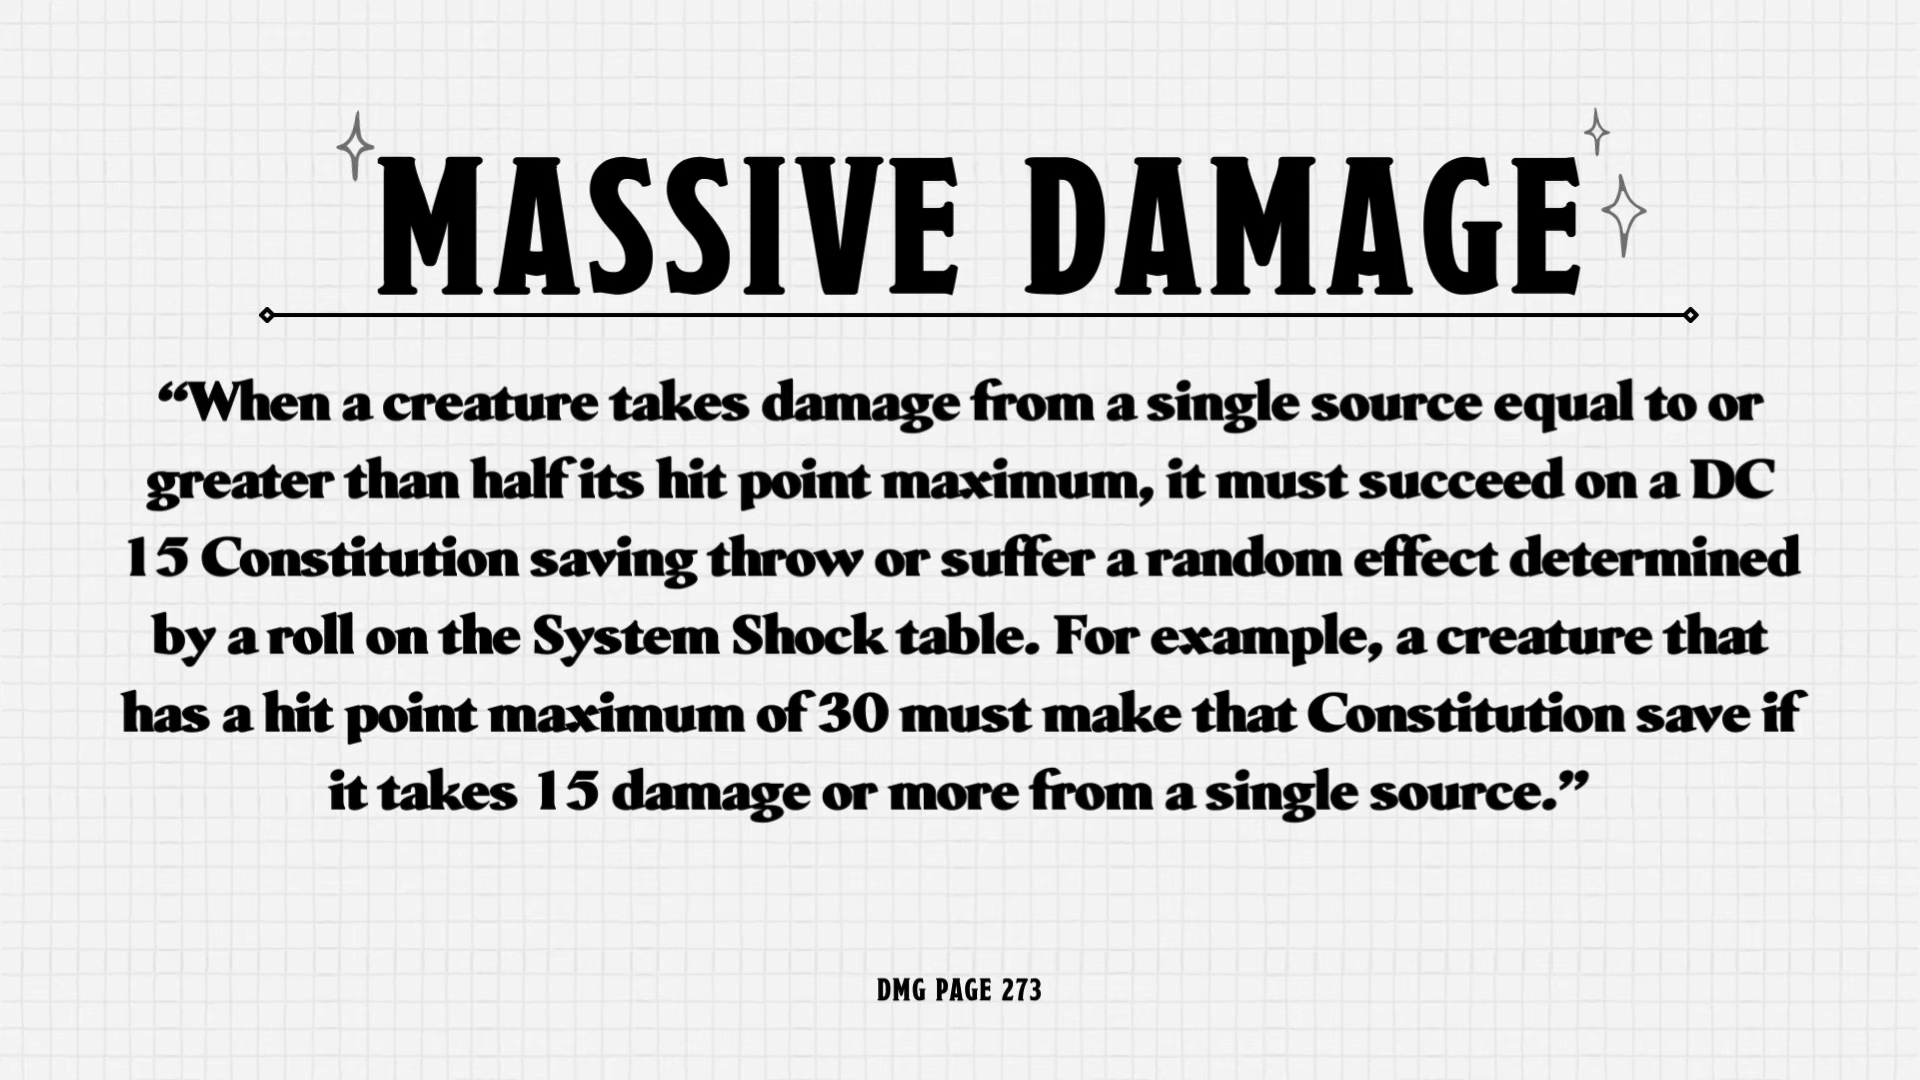 MASSIVE DAMAGE
“When a creature takes damage from a single source equal to or
greater than half its hit point maximum, it must succeed on a DC
15 Constitution saving throw or suffer a random effect determined
by a roll on the System Shock table. For example, a creature that
has a hit point maximum of 30 must make that Constitution save if
it takes 15 damage or more from a single source.”
DMG PAGE 273